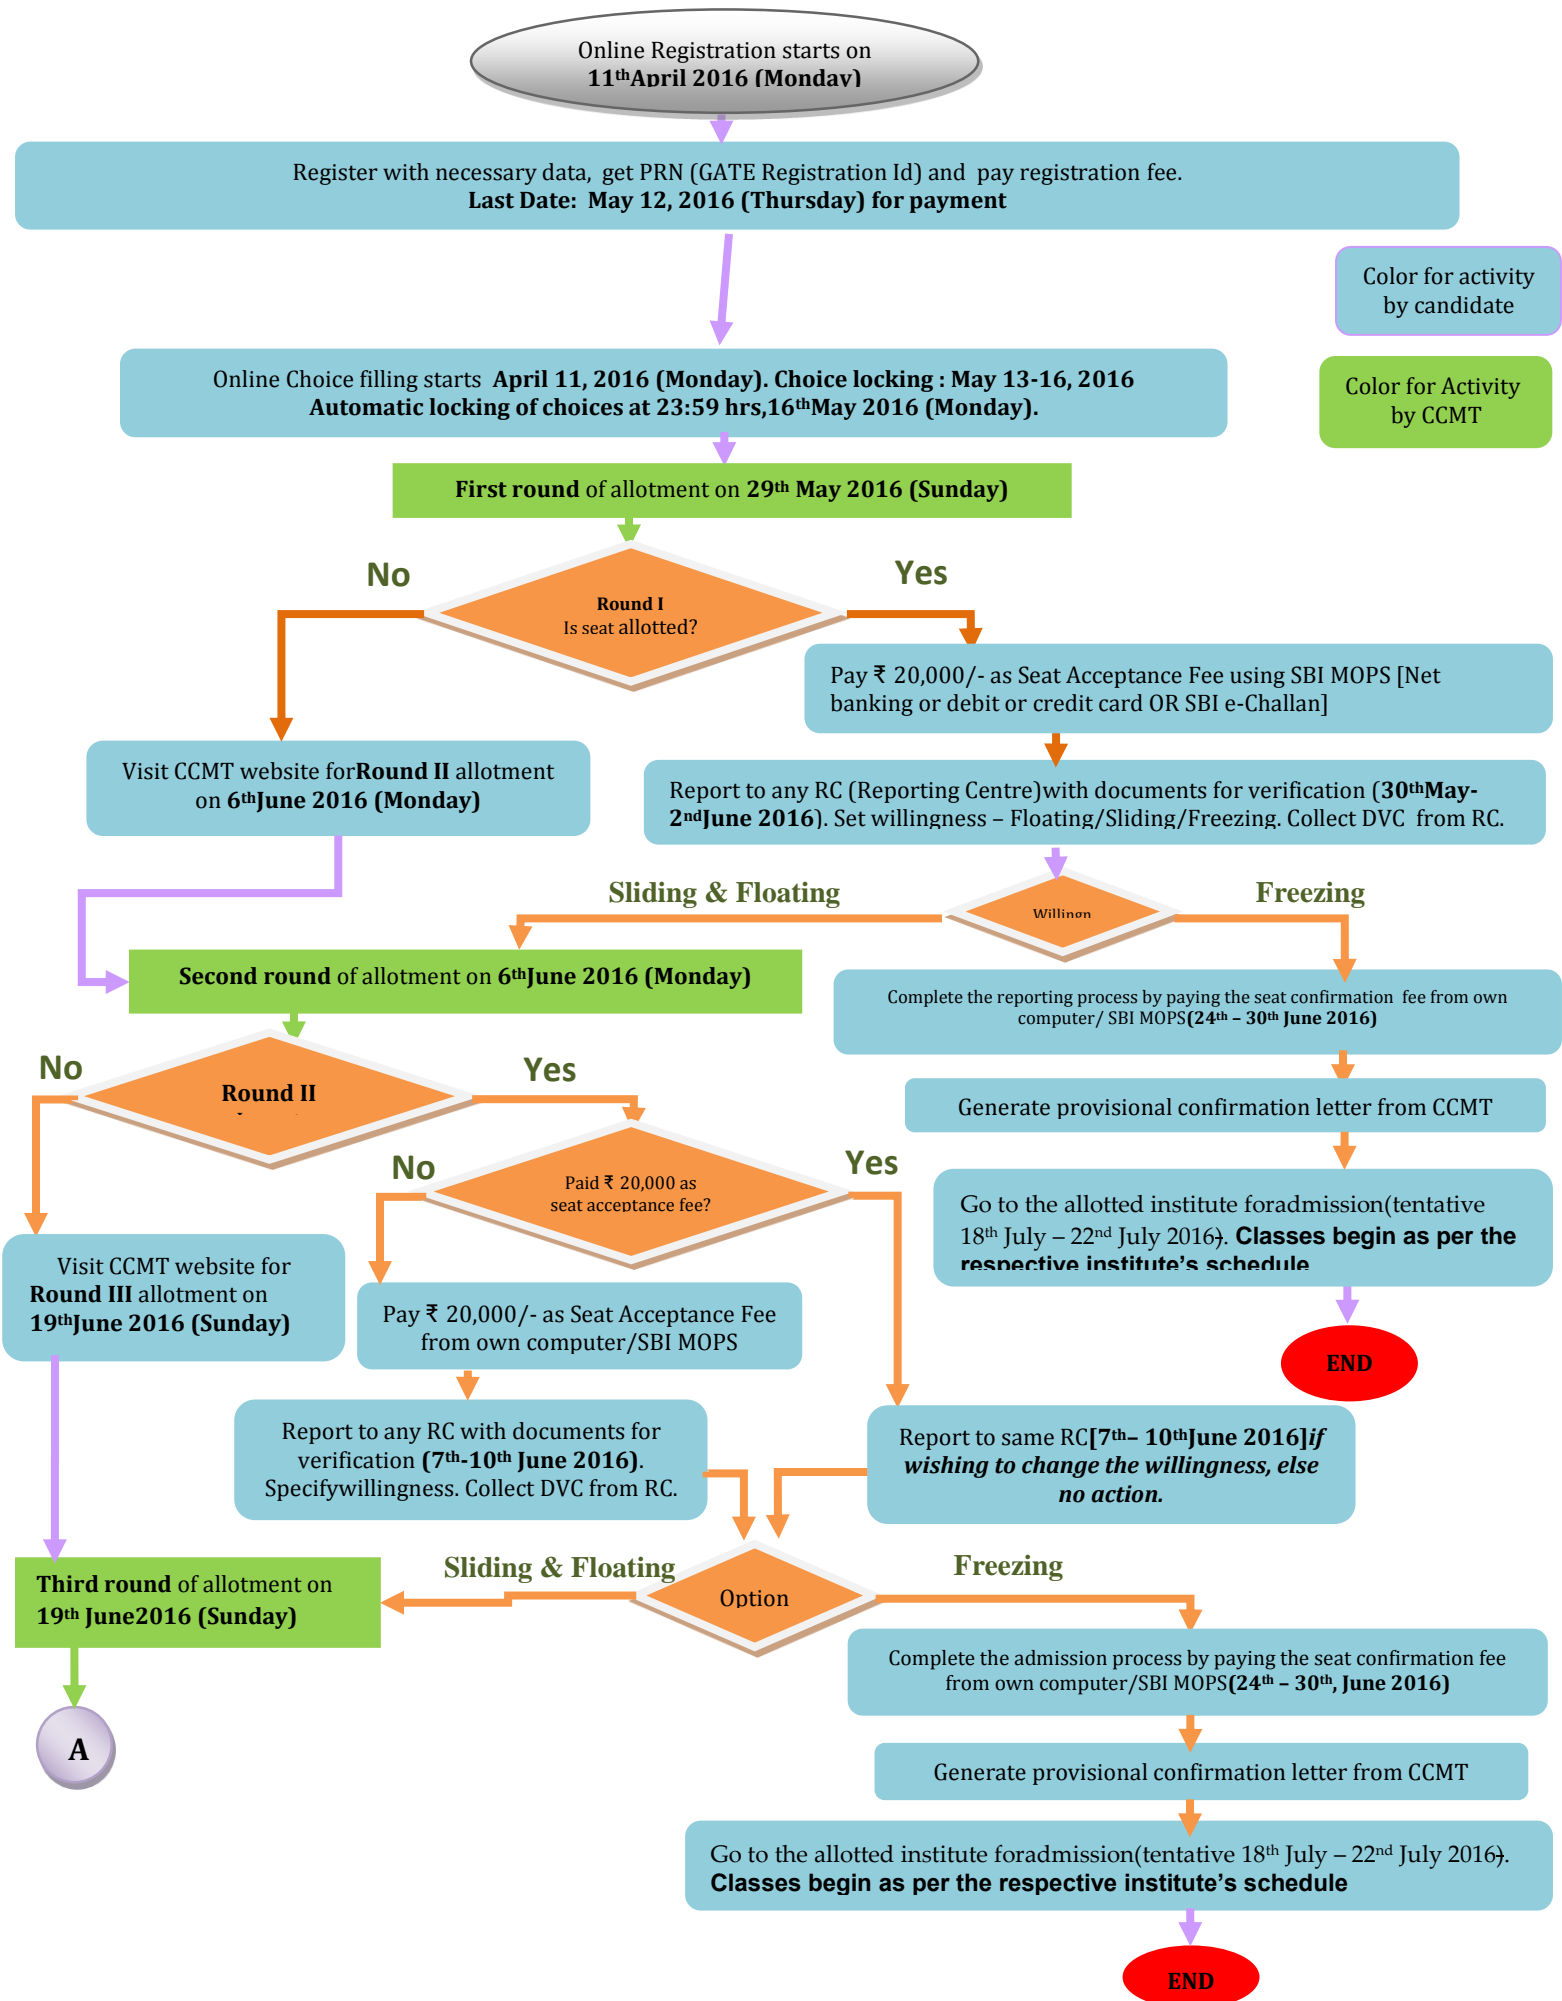 Online Registration starts on
11thApril 2016 (Monday)
Register with necessary data, get PRN (GATE Registration Id) and pay registration fee.
Last Date: May 12, 2016 (Thursday) for payment
Color for activity
by candidate
Online Choice filling starts April 11, 2016 (Monday). Choice locking : May 13-16, 2016
Automatic locking of choices at 23:59 hrs,16thMay 2016 (Monday).
Color for Activity
by CCMT
First round of allotment on 29th May 2016 (Sunday)
No
Yes
Round I
Is seat allotted?
Pay ₹ 20,000/- as Seat Acceptance Fee using SBI MOPS [Net
banking or debit or credit card OR SBI e-Challan]
Visit CCMT website forRound II allotment
on 6thJune 2016 (Monday)
Report to any RC (Reporting Centre)with documents for verification (30thMay-
2ndJune 2016). Set willingness – Floating/Sliding/Freezing. Collect DVC from RC.
Sliding & Floating
Freezing
Willingn
Second round of allotment on 6thJune 2016 (Monday)
Complete the reporting process by paying the seat confirmation fee from own
computer/ SBI MOPS(24th – 30th June 2016)
No
Yes
Round II
Generate provisional confirmation letter from CCMT
No
Yes
Paid ₹ 20,000 as
seat acceptance fee?
Go to the allotted institute foradmission(tentative
18th July – 22nd July 2016). Classes begin as per the
respective institute's schedule
Visit CCMT website for
Round III allotment on
19thJune 2016 (Sunday)
Pay ₹ 20,000/- as Seat Acceptance Fee
from own computer/SBI MOPS
END
Report to any RC with documents for
verification (7th-10th June 2016).
Specifywillingness. Collect DVC from RC.
Report to same RC[7th– 10thJune 2016]if
wishing to change the willingness, else
no action.
Sliding & Floating
Freezing
Third round of allotment on
19th June2016 (Sunday)
Option
Complete the admission process by paying the seat confirmation fee
from own computer/SBI MOPS(24th – 30th, June 2016)
A
Generate provisional confirmation letter from CCMT
Go to the allotted institute foradmission(tentative 18th July – 22nd July 2016).
Classes begin as per the respective institute's schedule
END